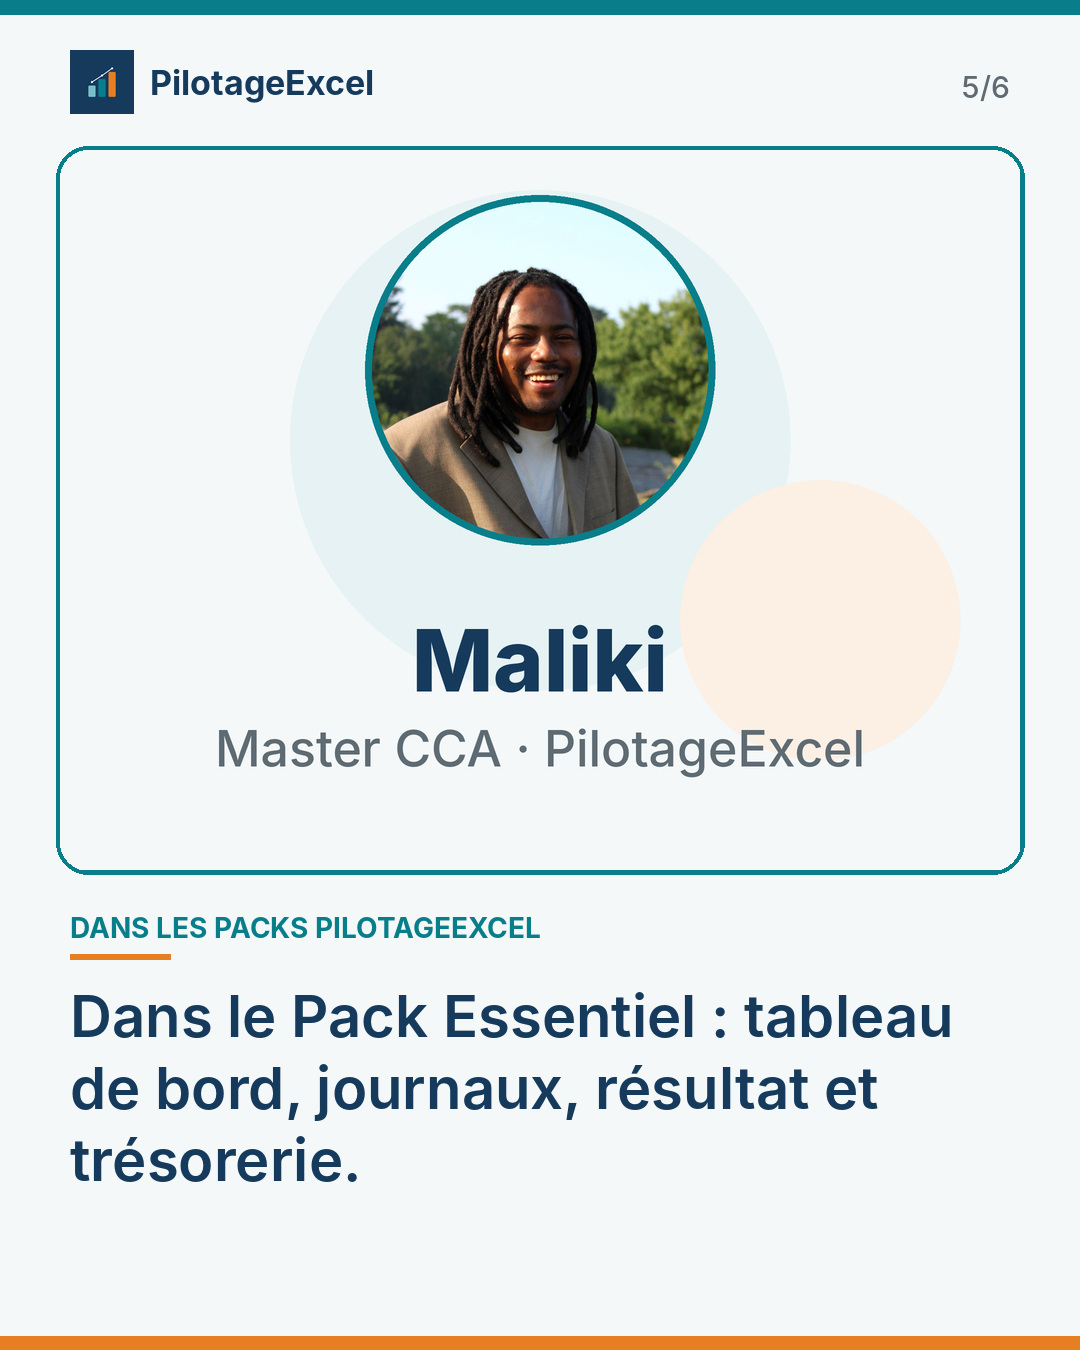 PilotageExcel
5/6
Maliki
Master CCA · PilotageExcel
DANS LES PACKS PILOTAGEEXCEL
Dans le Pack Essentiel : tableau
de bord, journaux, résultat et
trésorerie.